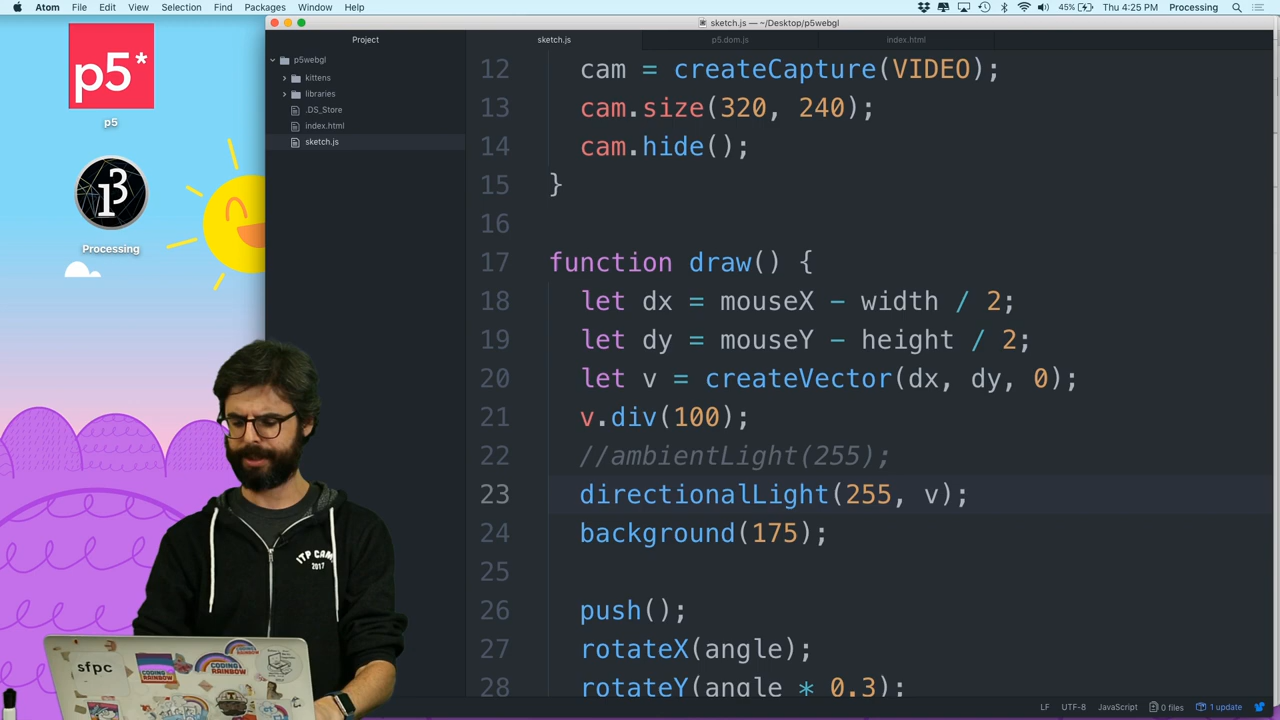 Atom File Edit View Selection Find Packages Window Help
45% Thu 4:25 PM Processing
sketch.js — ~/Desktop/p5webgl
Project
sketch.js p5.dom.js index.html
p5webgl
kittens
libraries
.DS_Store
index.html
sketch.js
p5*
p5
Processing
12 cam = createCapture(VIDEO);
13 cam.size(320, 240);
14 cam.hide();
15 }
16
17 function draw() {
18 let dx = mouseX - width / 2;
19 let dy = mouseY - height / 2;
20 let v = createVector(dx, dy, 0);
21 v.div(100);
22 //ambientLight(255);
23 directionalLight(255, v);
24 background(175);
25
26 push();
27 rotateX(angle);
28 rotateY(angle * 0.3);
ITP CAMP
2017
sfpc
CODING
RAINBOW
LF UTF-8 JavaScript 0 files 1 update